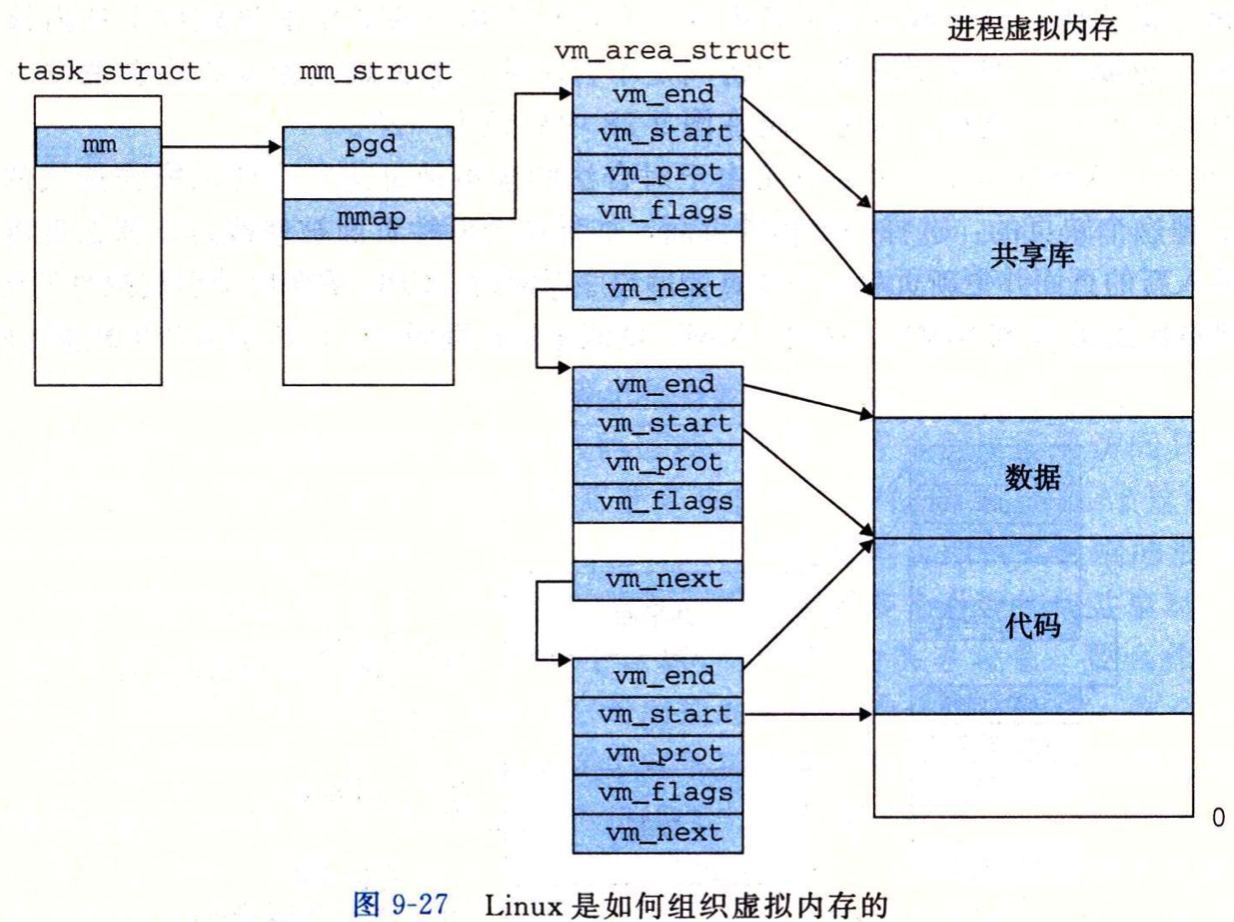 进程虚拟内存
vm_area_struct
task_struct
mm_struct
mm
pgd
mmap
vm_end
vm_start
vm_prot
vm_flags
vm_next
vm_end
vm_start
vm_prot
vm_flags
vm_next
vm_end
vm_start
vm_prot
vm_flags
vm_next
共享库
数据
代码
0
图 9-27 Linux 是如何组织虚拟内存的